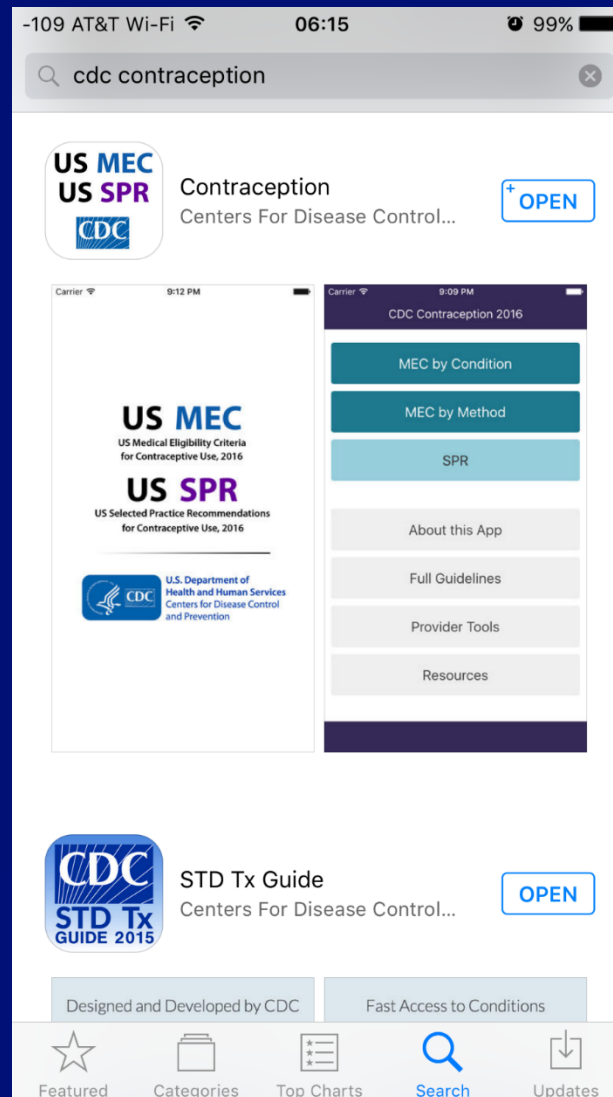 -109 AT&T Wi-Fi 06:15 99%
cdc contraception
US MEC
US SPR
CDC
Contraception
Centers For Disease Control...
OPEN
Carrier 9:12 PM
US MEC
US Medical Eligibility Criteria
for Contraceptive Use, 2016
US SPR
US Selected Practice Recommendations
for Contraceptive Use, 2016
CDC
U.S. Department of
Health and Human Services
Centers for Disease Control
and Prevention
Carrier 9:09 PM
CDC Contraception 2016
MEC by Condition
MEC by Method
SPR
About this App
Full Guidelines
Provider Tools
Resources
CDC
STD Tx
GUIDE 2015
STD Tx Guide
Centers For Disease Control...
OPEN
Designed and Developed by CDC
Fast Access to Conditions
Featured Categories Top Charts Search Updates